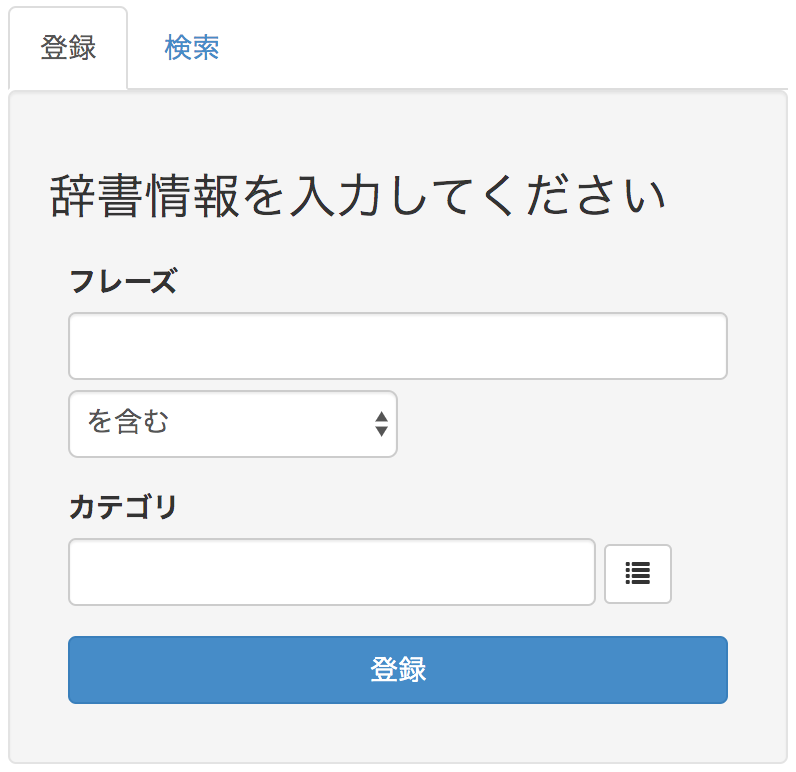 登録 検索
辞書情報を入力してください
フレーズ
を含む
カテゴリ
登録